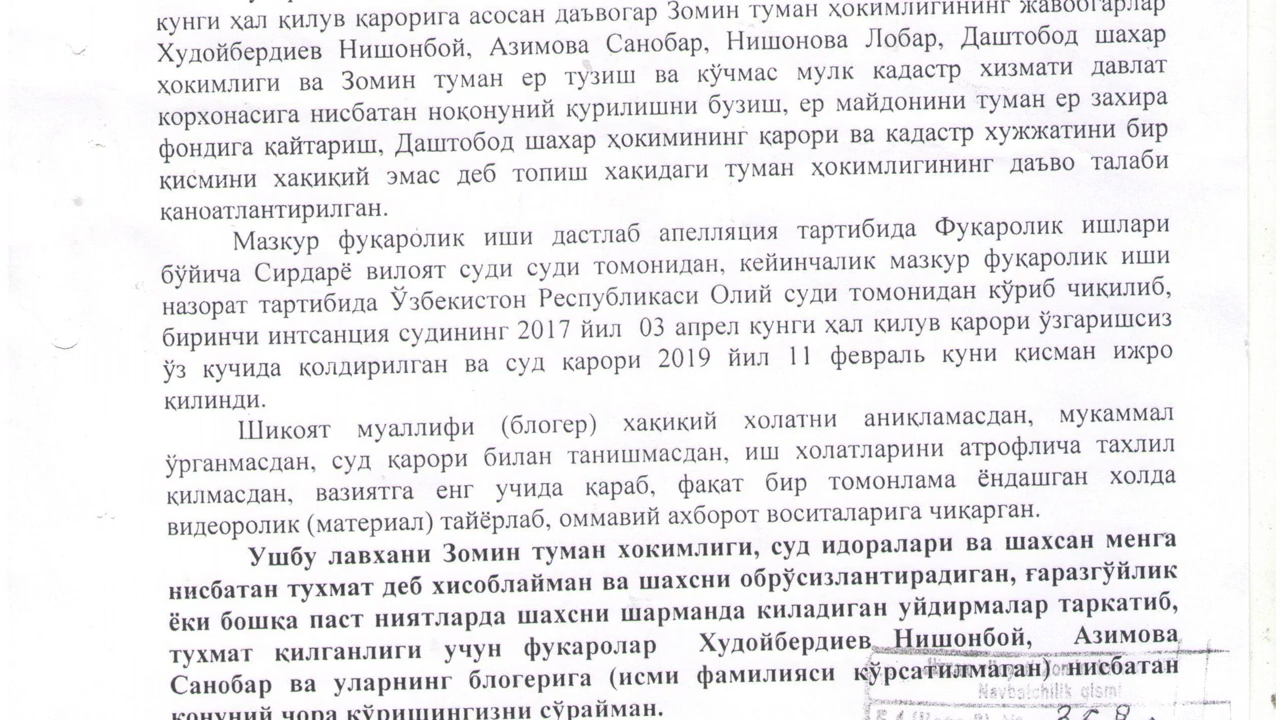 кунги ҳал қилув қарорига асосан даъвогар Зомин туман ҳокимлигининг жавобгарлар
Худойбердиев Нишонбой, Азимова Санобар, Нишонова Лобар, Даштобод шахар
ҳокимлиги ва Зомин туман ер тузиш ва кўчмас мулк кадастр хизмати давлат
корхонасига нисбатан ноқонуний қурилишни бузиш, ер майдонини туман ер захира
фондига қайтариш, Даштобод шахар ҳокимининг қарори ва кадастр хужжатини бир
қисмини хақиқий эмас деб топиш хақидаги туман ҳокимлигининг даъво талаби
қаноатлантирилган.
Мазкур фуқаролик иши дастлаб апелляция тартибида Фуқаролик ишлари
бўйича Сирдарё вилоят суди суди томонидан, кейинчалик мазкур фуқаролик иши
назорат тартибида Ўзбекистон Республикаси Олий суди томонидан кўриб чиқилиб,
биринчи интсанция судининг 2017 йил 03 апрел кунги ҳал қилув қарори ўзгаришсиз
ўз кучида қолдирилган ва суд қарори 2019 йил 11 февраль куни қисман ижро
қилинди.
Шикоят муаллифи (блогер) хақиқий холатни аниқламасдан, мукаммал
ўрганмасдан, суд қарори билан танишмасдан, иш холатларини атрофлича тахлил
қилмасдан, вазиятга енг учида қараб, фақат бир томонлама ёндашган холда
видеоролик (материал) тайёрлаб, оммавий ахборот воситаларига чиқарган.
Ушбу лавхани Зомин туман хокимлиги, суд идоралари ва шахсан менга
нисбатан тухмат деб хисоблайман ва шахсни обрўсизлантирадиган, ғаразгўйлик
ёки бошқа паст ниятларда шахсни шарманда киладиган уйдирмалар таркатиб,
тухмат қилганлиги учун фукаролар Худойбердиев Нишонбой, Азимова
Санобар ва уларнинг блогерига (исми фамилияси кўрсатилмаган) нисбатан
Navbatchilik qismi
қонуний чора кўришингизни сўрайман.